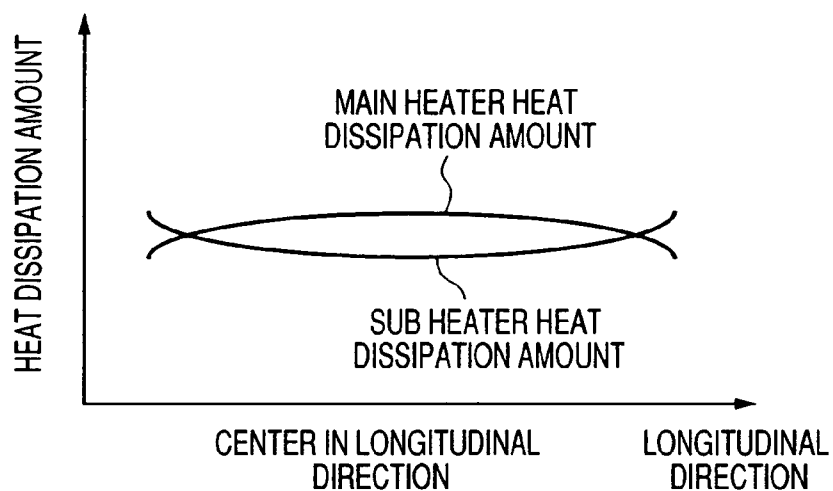 HEAT DISSIPATION AMOUNT
MAIN HEATER HEAT
DISSIPATION AMOUNT
SUB HEATER HEAT
DISSIPATION AMOUNT
CENTER IN LONGITUDINAL
DIRECTION
LONGITUDINAL
DIRECTION